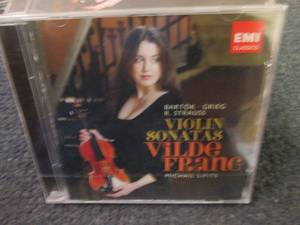 EMI
CLASSICS
BARTÓK · GRIEG
R. STRAUSS
VIOLIN
SONATAS
VILDE
FRANG
MICHAIL LIFITS